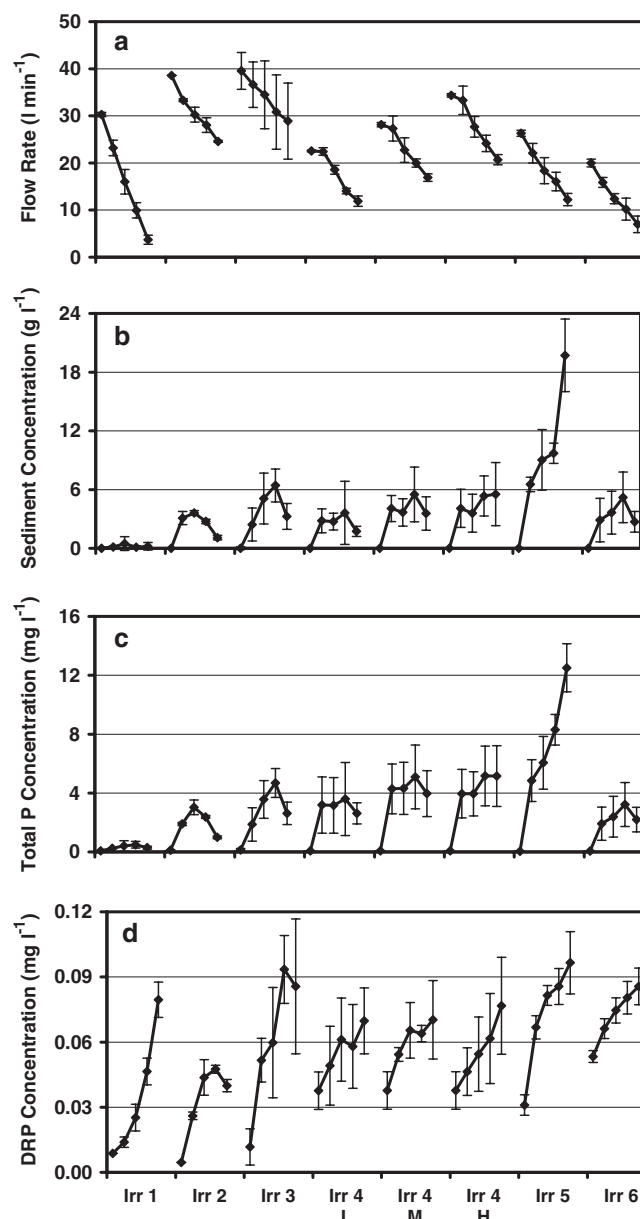 a
Flow Rate (l min⁻¹)
50
40
30
20
10
0
b
Sediment Concentration (g l⁻¹)
24
18
12
6
0
c
Total P Concentration (mg l⁻¹)
16
12
8
4
0
d
DRP Concentration (mg l⁻¹)
0.12
0.09
0.06
0.03
0.00
Irr 1 Irr 2 Irr 3 Irr 4 Irr 4 Irr 4 Irr 5 Irr 6
L M H